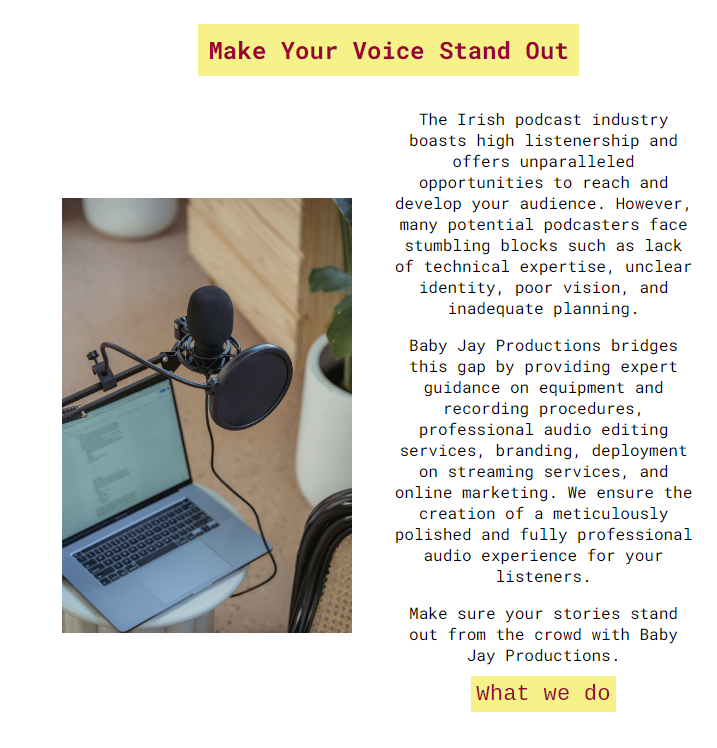 Make Your Voice Stand Out
The Irish podcast industry
boasts high listenership and
offers unparalleled
opportunities to reach and
develop your audience. However,
many potential podcasters face
stumbling blocks such as lack
of technical expertise, unclear
identity, poor vision, and
inadequate planning.
Baby Jay Productions bridges
this gap by providing expert
guidance on equipment and
recording procedures,
professional audio editing
services, branding, deployment
on streaming services, and
online marketing. We ensure the
creation of a meticulously
polished and fully professional
audio experience for your
listeners.
Make sure your stories stand
out from the crowd with Baby
Jay Productions.
What we do